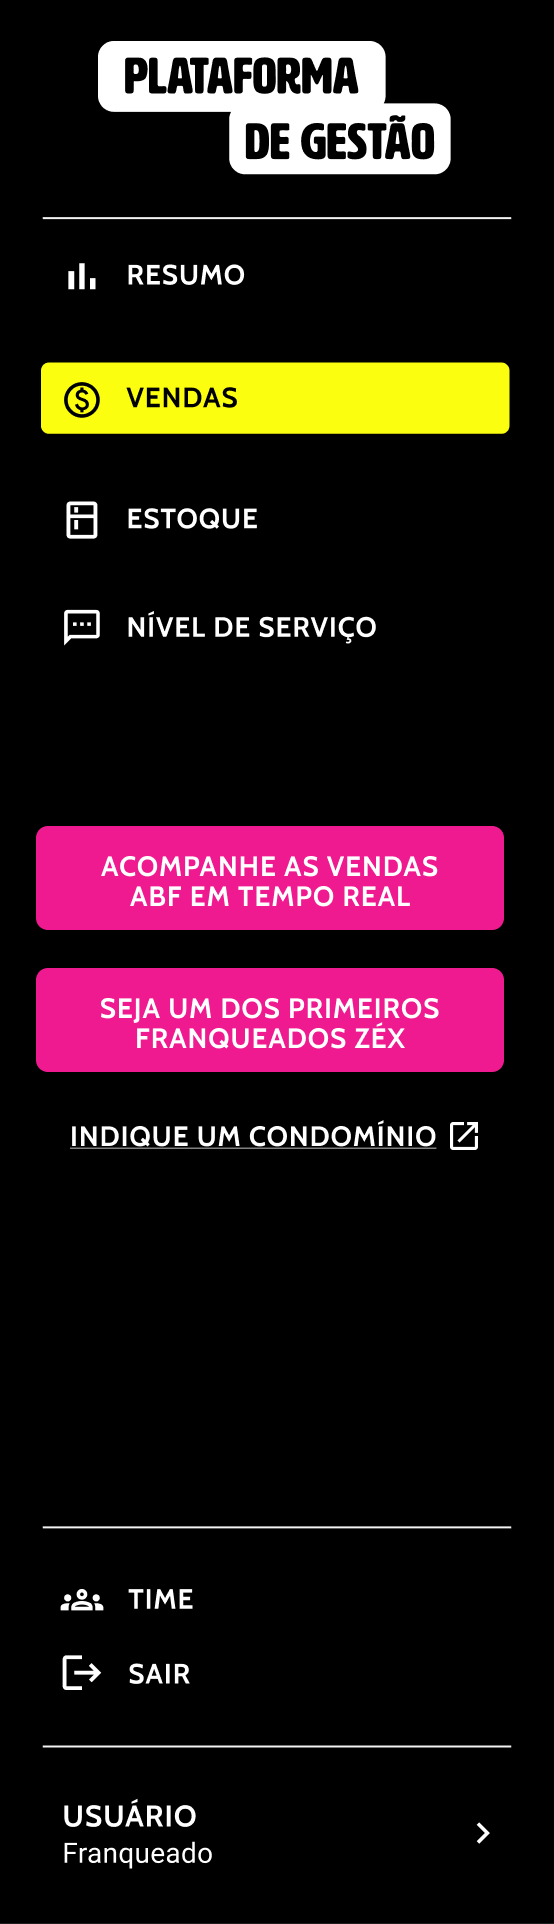 PLATAFORMA
DE GESTÃO
RESUMO
VENDAS
ESTOQUE
NÍVEL DE SERVIÇO
ACOMPANHE AS VENDAS
ABF EM TEMPO REAL
SEJA UM DOS PRIMEIROS
FRANQUEADOS ZÉX
INDIQUE UM CONDOMÍNIO
TIME
SAIR
USUÁRIO
Franqueado